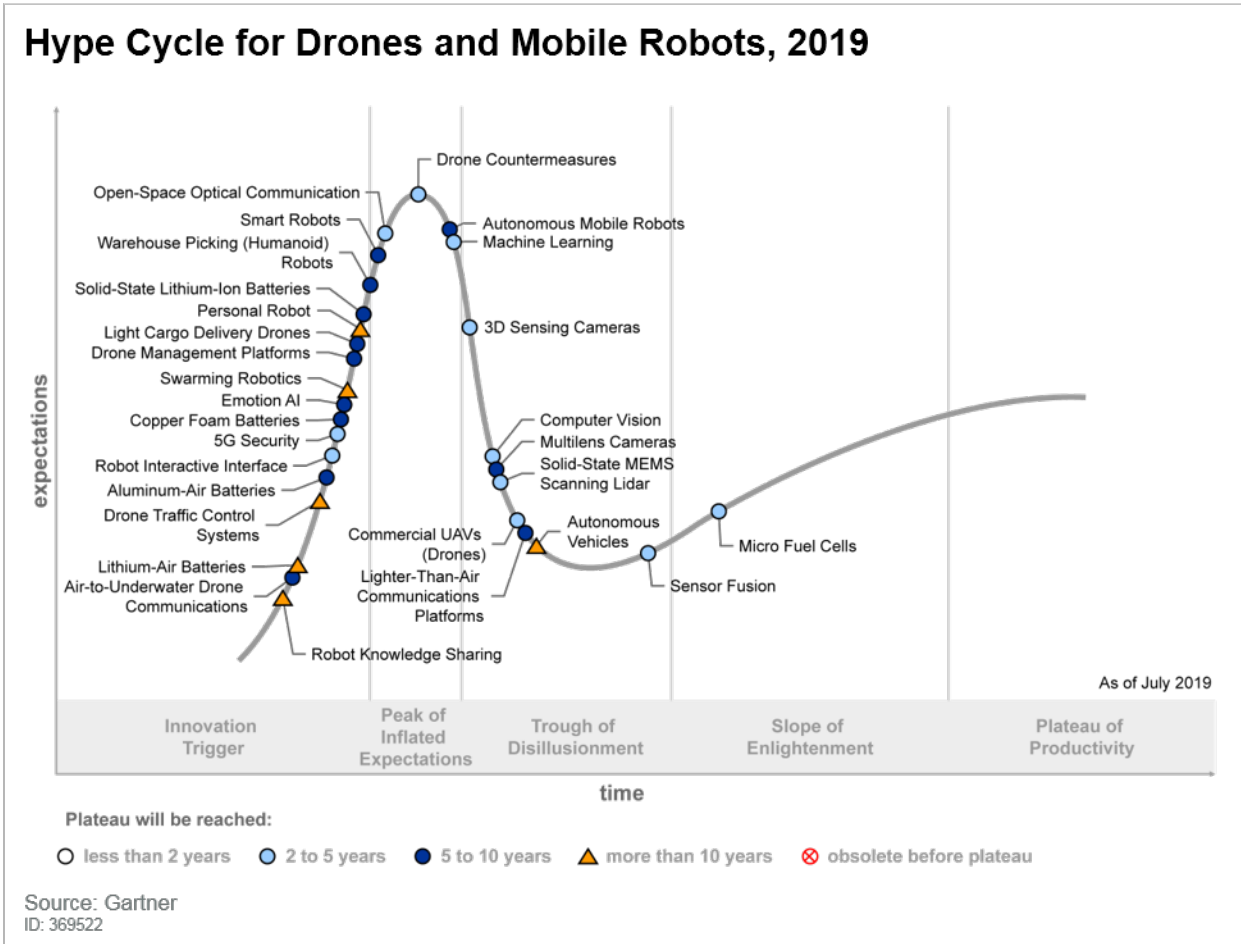 Hype Cycle for Drones and Mobile Robots, 2019
expectations
Drone Countermeasures
Open-Space Optical Communication
Smart Robots
Warehouse Picking (Humanoid)
Robots
Solid-State Lithium-Ion Batteries
Personal Robot
Light Cargo Delivery Drones
Drone Management Platforms
Swarming Robotics
Emotion AI
Copper Foam Batteries
5G Security
Robot Interactive Interface
Aluminum-Air Batteries
Drone Traffic Control
Systems
Lithium-Air Batteries
Air-to-Underwater Drone
Communications
Robot Knowledge Sharing
Autonomous Mobile Robots
Machine Learning
3D Sensing Cameras
Computer Vision
Multilens Cameras
Solid-State MEMS
Scanning Lidar
Commercial UAVs
(Drones)
Lighter-Than-Air
Communications
Platforms
Autonomous
Vehicles
Sensor Fusion
Micro Fuel Cells
As of July 2019
Innovation
Trigger
Peak of
Inflated
Expectations
Trough of
Disillusionment
Slope of
Enlightenment
Plateau of
Productivity
time
Plateau will be reached:
less than 2 years
2 to 5 years
5 to 10 years
more than 10 years
obsolete before plateau
Source: Gartner
ID: 369522